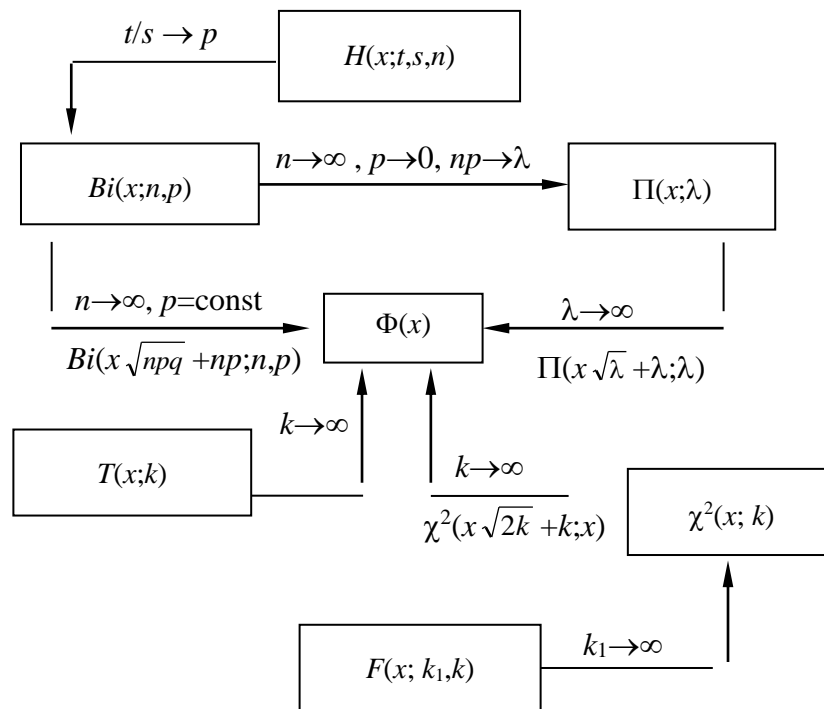 t/s → p
H(x;t,s,n)
n→∞ , p→0, np→λ
Bi(x;n,p)
Π(x;λ)
n→∞, p=const
Φ(x)
λ→∞
Bi(x√npq +np;n,p)
Π(x√λ +λ;λ)
k→∞
T(x;k)
k→∞
χ²(x√2k +k;x)
χ²(x; k)
F(x; k₁,k)
k₁→∞